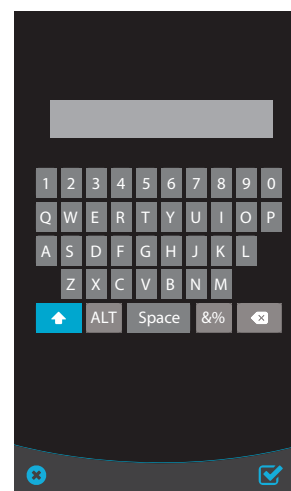 1 2 3 4 5 6 7 8 9 0
Q W E R T Y U I O P
A S D F G H J K L
Z X C V B N M
ALT Space &%